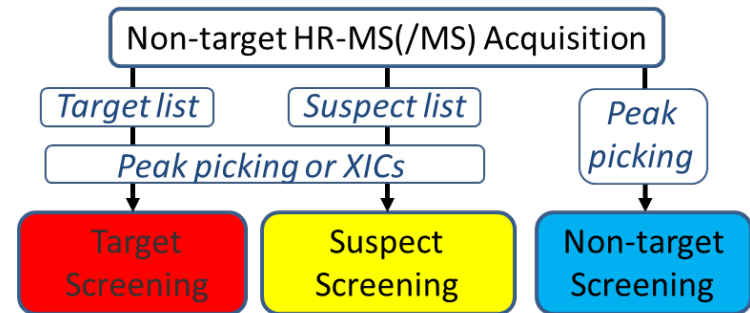 Non-target HR-MS(/MS) Acquisition
Target list
Suspect list
Peak
picking
Peak picking or XICs
Target
Screening
Suspect
Screening
Non-target
Screening